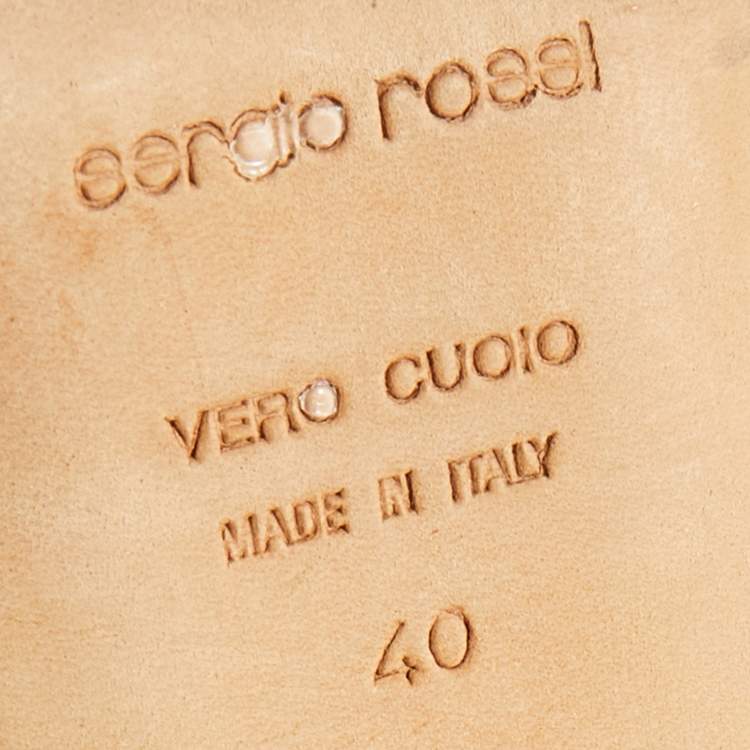 sergio rossi
VERO CUOIO
MADE IN ITALY
40